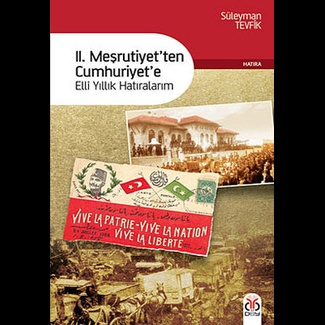 Süleyman
TEVFİK
II. Meşrutiyet'ten
Cumhuriyet'e
Elli Yıllık Hatıralarım
HATIRA
VIVE LA PATRIE-VIVE LA NATION
VIVE LA LIBERTÉ